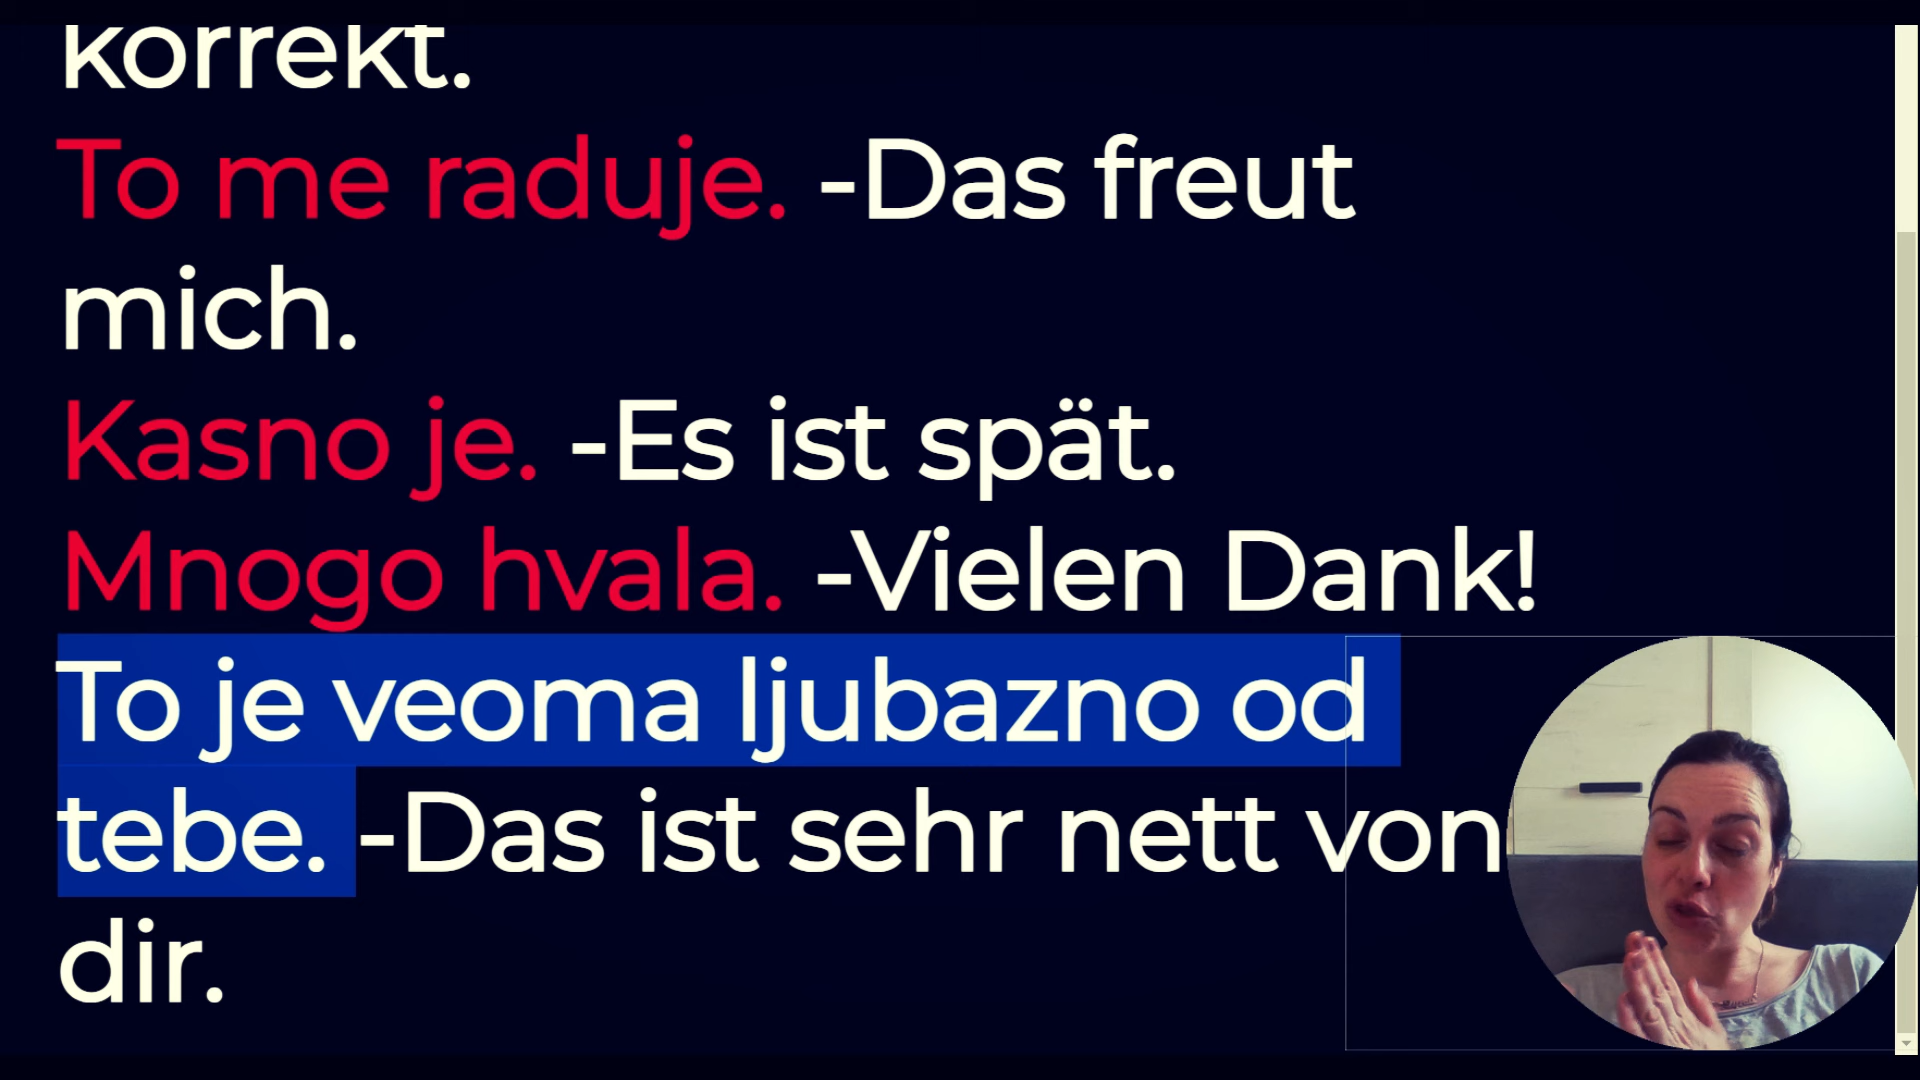 korrekt.
To me raduje. -Das freut
mich.
Kasno je. -Es ist spät.
Mnogo hvala. -Vielen Dank!
To je veoma ljubazno od
tebe. -Das ist sehr nett von
dir.